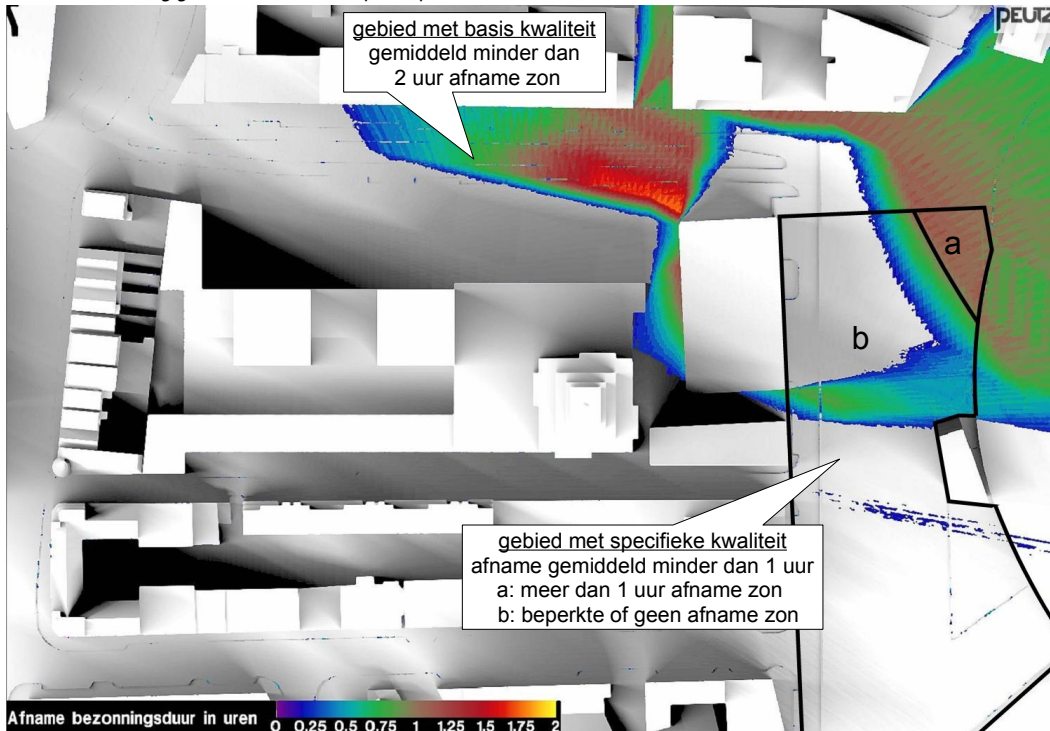 PEUTZ
gebied met basis kwaliteit
gemiddeld minder dan
2 uur afname zon
a
b
gebied met specifieke kwaliteit
afname gemiddeld minder dan 1 uur
a: meer dan 1 uur afname zon
b: beperkte of geen afname zon
Afname bezonningsduur in uren
0 0.25 0.5 0.75 1 1.25 1.5 1.75 2